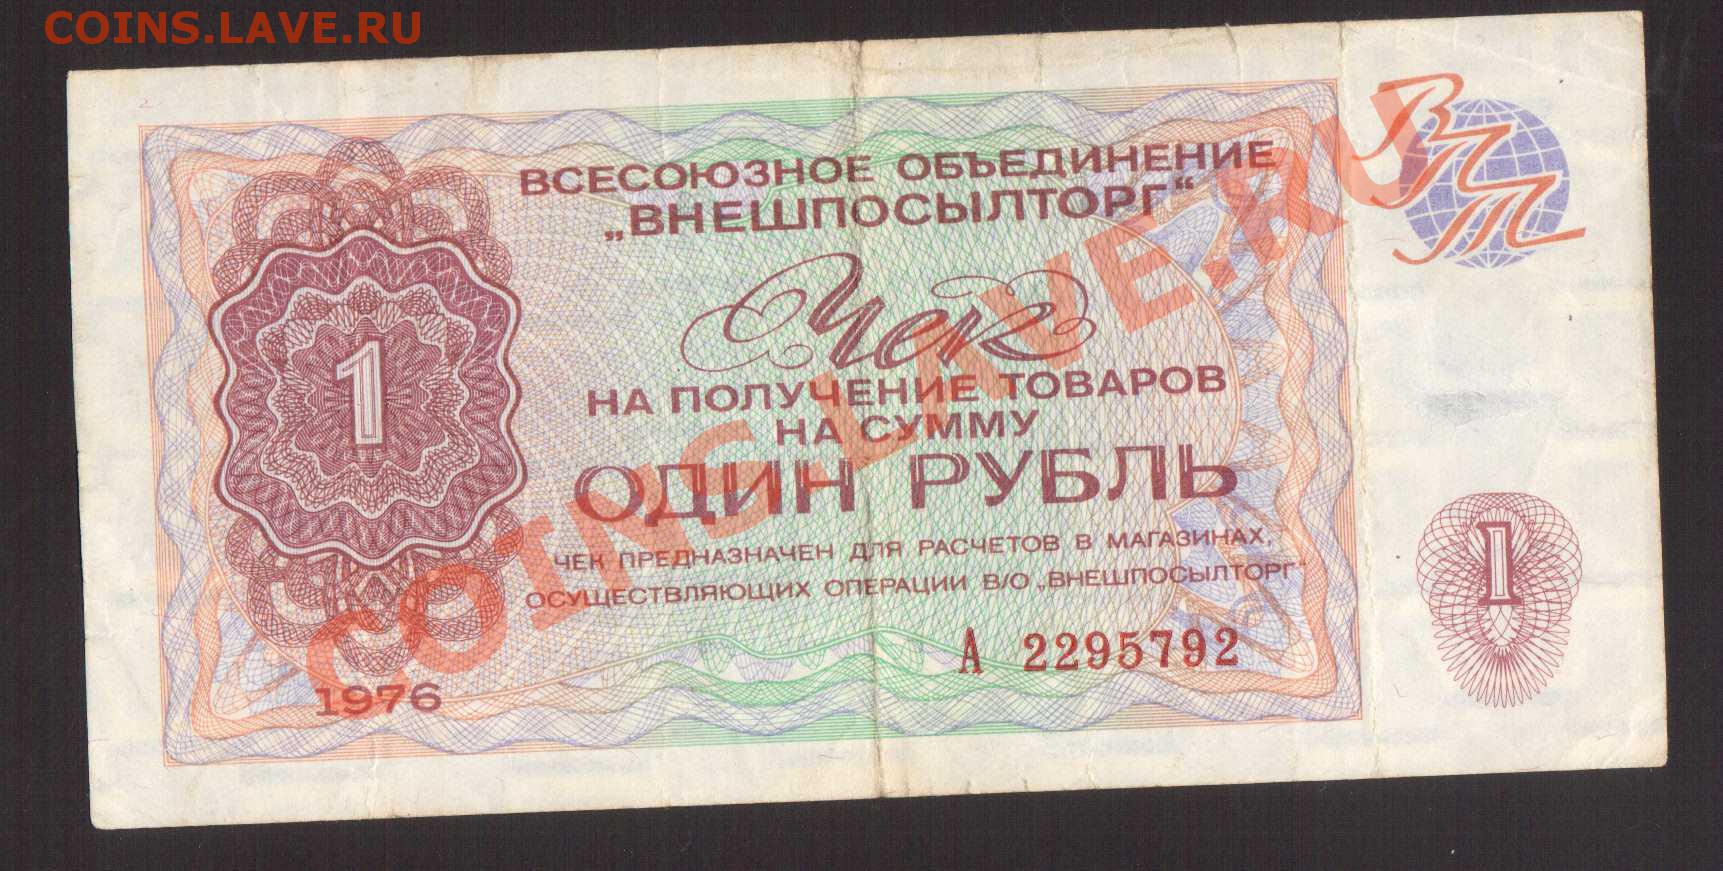 COINS.LAVE.RU
ВСЕСОЮЗНОЕ ОБЪЕДИНЕНИЕ
„ВНЕШПОСЫЛТОРГ“
ВПТ
Чек
НА ПОЛУЧЕНИЕ ТОВАРОВ
НА СУММУ
ОДИН РУБЛЬ
1
ЧЕК ПРЕДНАЗНАЧЕН ДЛЯ РАСЧЕТОВ В МАГАЗИНАХ,
ОСУЩЕСТВЛЯЮЩИХ ОПЕРАЦИИ В/О „ВНЕШПОСЫЛТОРГ“
1
А 2295792
1976
COINS.LAVE.RU